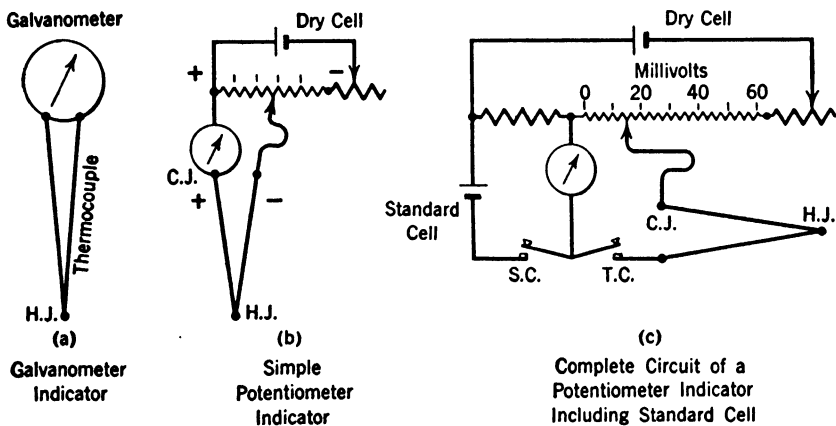 Galvanometer
Thermocouple
H.J.
(a)
Galvanometer
Indicator
Dry Cell
+
–
C.J.
+
–
H.J.
(b)
Simple
Potentiometer
Indicator
Dry Cell
Millivolts
0 20 40 60
Standard
Cell
C.J.
H.J.
S.C.
T.C.
(c)
Complete Circuit of a
Potentiometer Indicator
Including Standard Cell